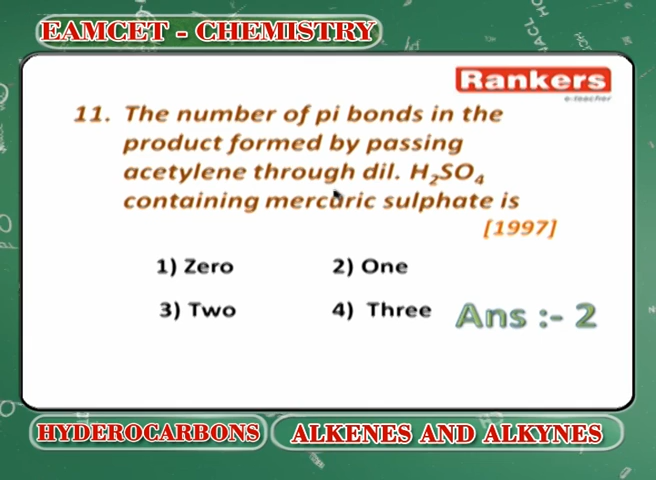 EAMCET - CHEMISTRY
Rankers
e-teacher
11. The number of pi bonds in the
product formed by passing
acetylene through dil. H₂SO₄
containing mercuric sulphate is
[1997]
1) Zero 2) One
3) Two 4) Three Ans :- 2
HYDEROCARBONS ALKENES AND ALKYNES